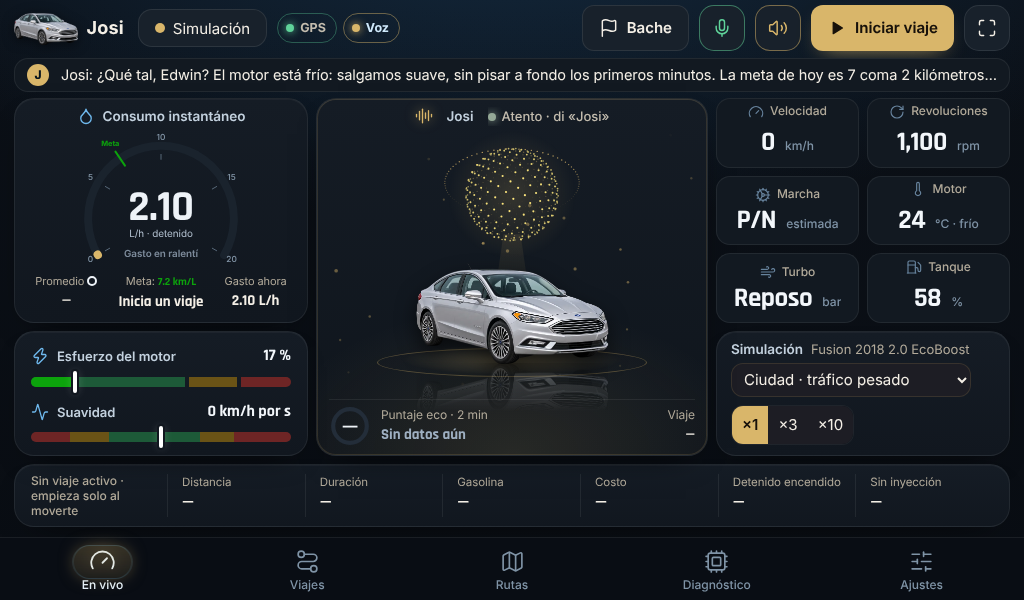 Josi
Simulación
GPS
Voz
Bache
Iniciar viaje
J
Josi: ¿Qué tal, Edwin? El motor está frío: salgamos suave, sin pisar a fondo los primeros minutos. La meta de hoy es 7 coma 2 kilómetros...
Consumo instantáneo
Meta
0
5
10
15
20
2.10
L/h · detenido
Gasto en ralentí
Promedio
–
Meta: 7.2 km/L
Inicia un viaje
Gasto ahora
2.10 L/h
Esfuerzo del motor
17 %
Suavidad
0 km/h por s
Josi
Atento · di «Josi»
–
Puntaje eco · 2 min
Sin datos aún
Viaje
–
Velocidad
0 km/h
Revoluciones
1,100 rpm
Marcha
P/N estimada
Motor
24 °C · frío
Turbo
Reposo bar
Tanque
58 %
Simulación Fusion 2018 2.0 EcoBoost
Ciudad · tráfico pesado
×1
×3
×10
Sin viaje activo ·
empieza solo al
moverte
Distancia
–
Duración
–
Gasolina
–
Costo
–
Detenido encendido
–
Sin inyección
–
En vivo
Viajes
Rutas
Diagnóstico
Ajustes